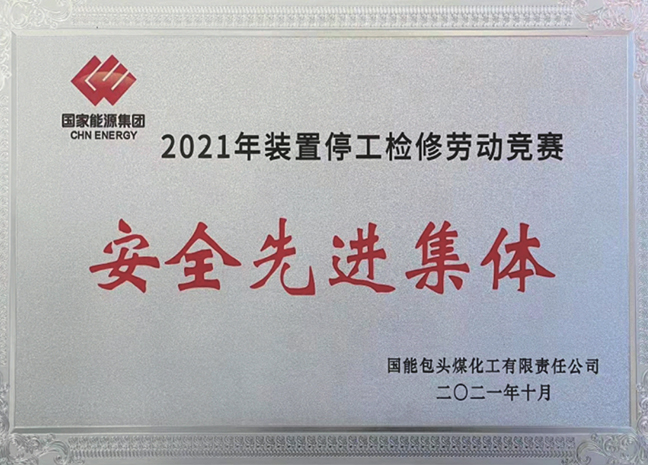 国家能源集团
CHN ENERGY
2021年装置停工检修劳动竞赛
安全先进集体
国能包头煤化工有限责任公司
二〇二一年十月